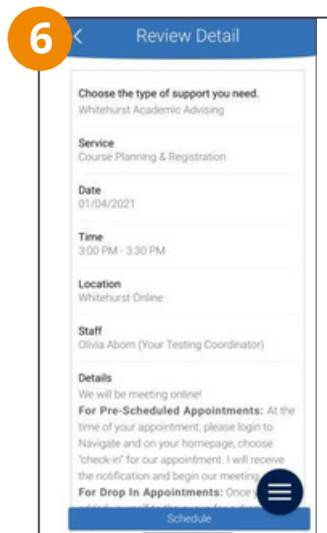 6
Review Detail
Choose the type of support you need.
Whitehurst Academic Advising
Service
Course Planning & Registration
Date
01/04/2021
Time
3:00 PM - 3:30 PM
Location
Whitehurst Online
Staff
Olivia Aborn (Your Testing Coordinator)
Details
We will be meeting online!
For Pre-Scheduled Appointments: At the
time of your appointment, please login to
Navigate and on your homepage, choose
"check-in" for our appointment. I will receive
the notification and begin our meeting.
For Drop In Appointments: Once
Schedule